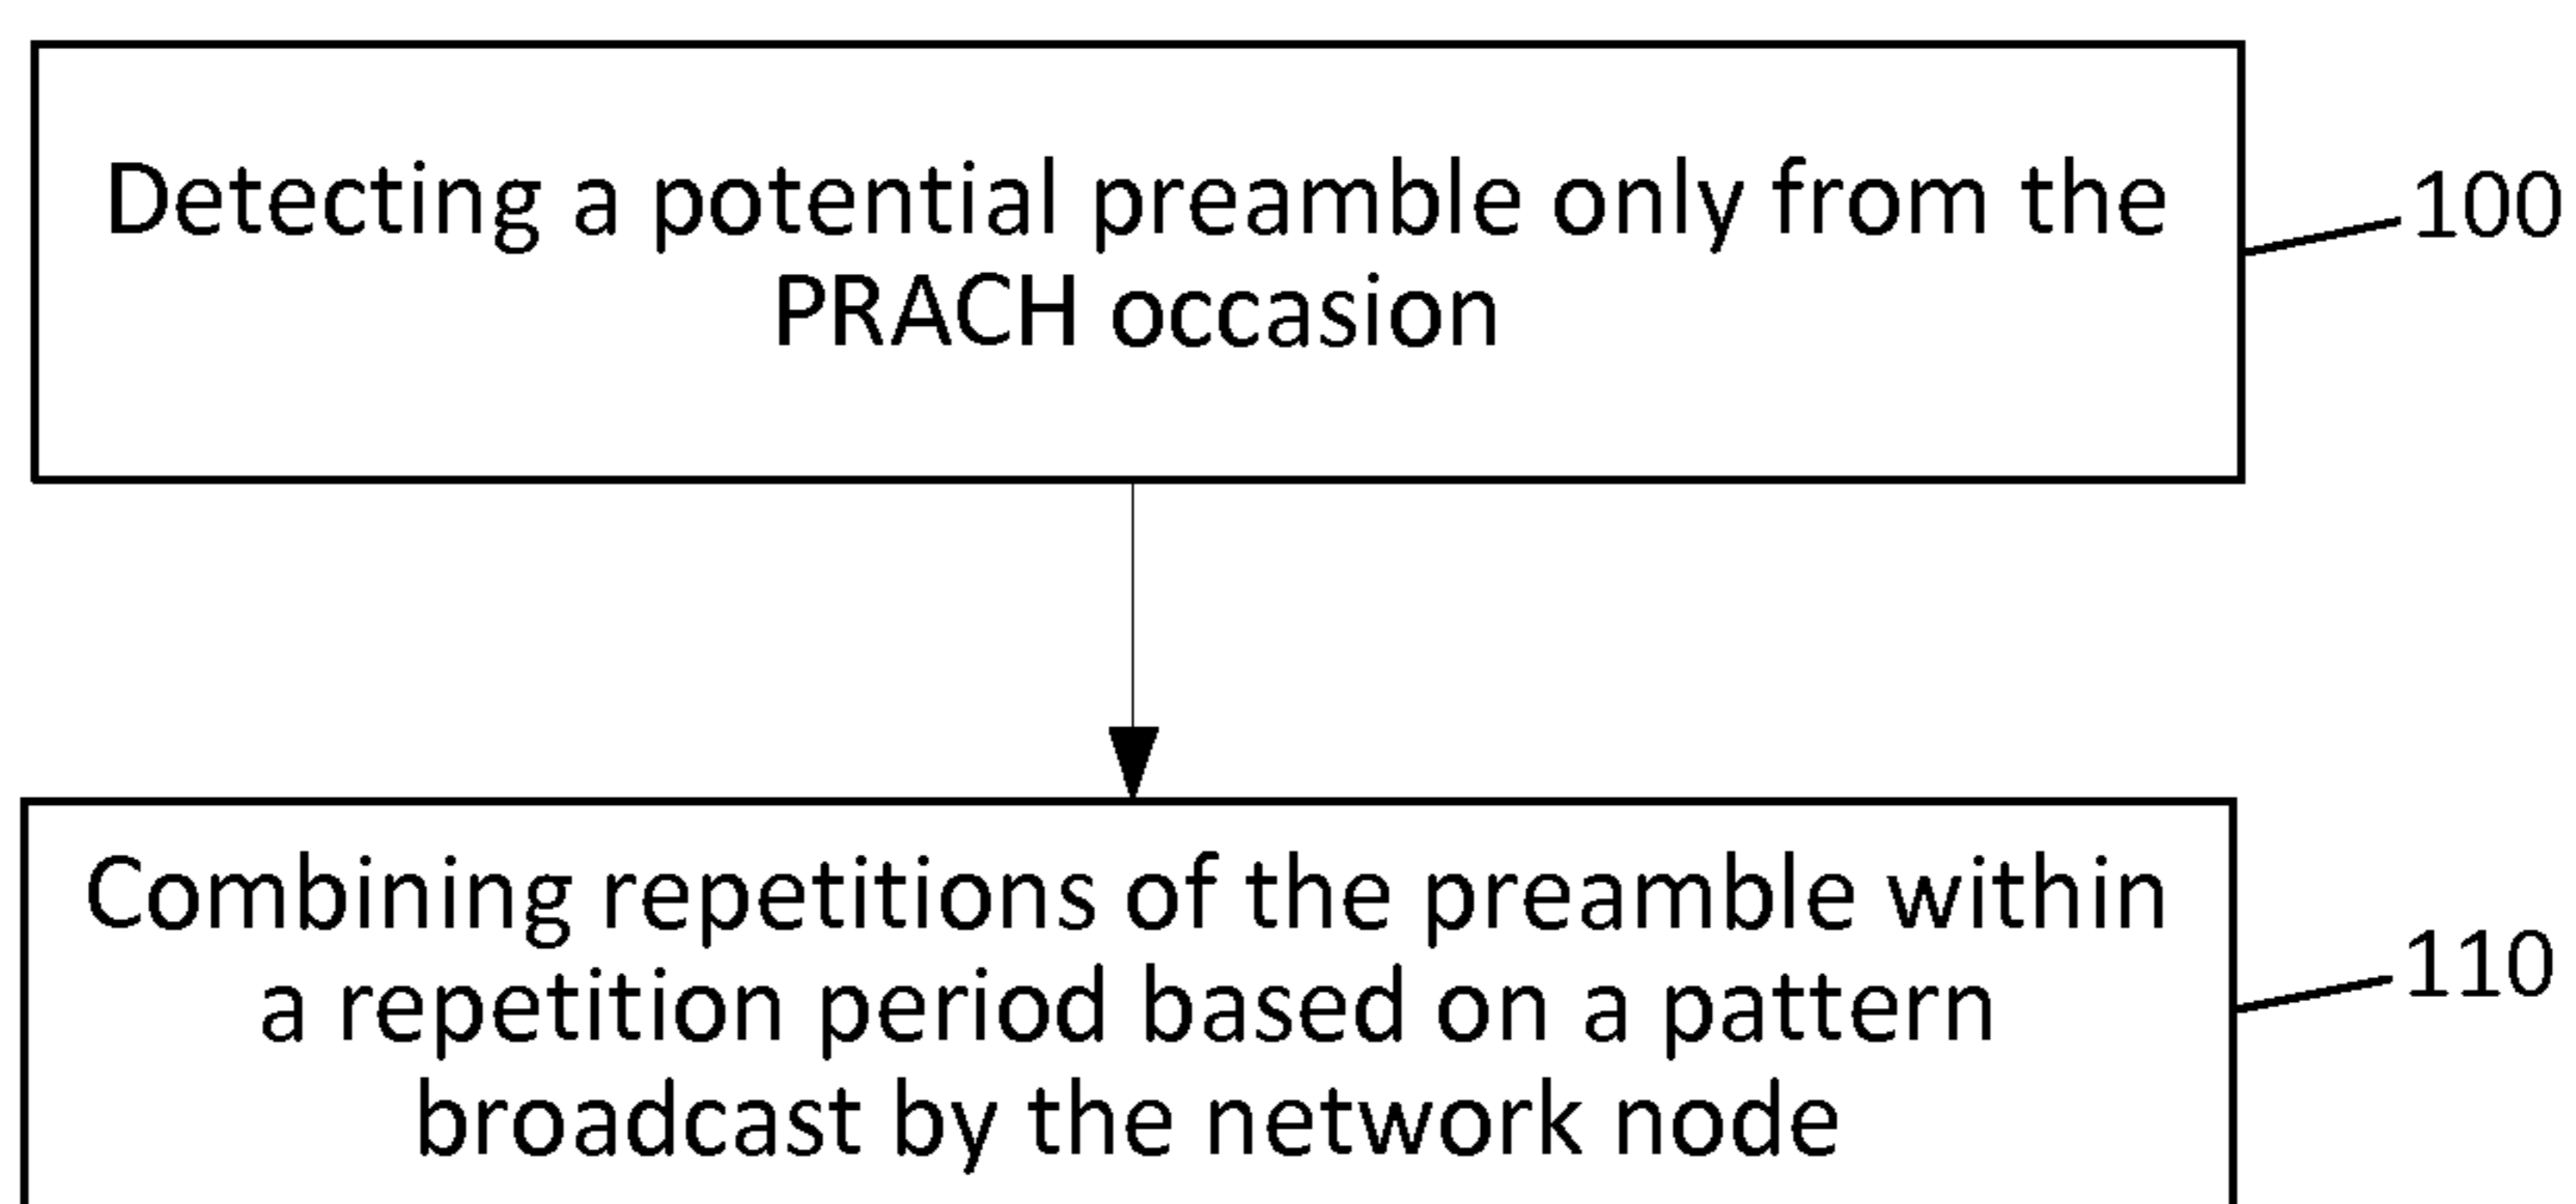 Detecting a potential preamble only from the
PRACH occasion
100
Combining repetitions of the preamble within
a repetition period based on a pattern
broadcast by the network node
110